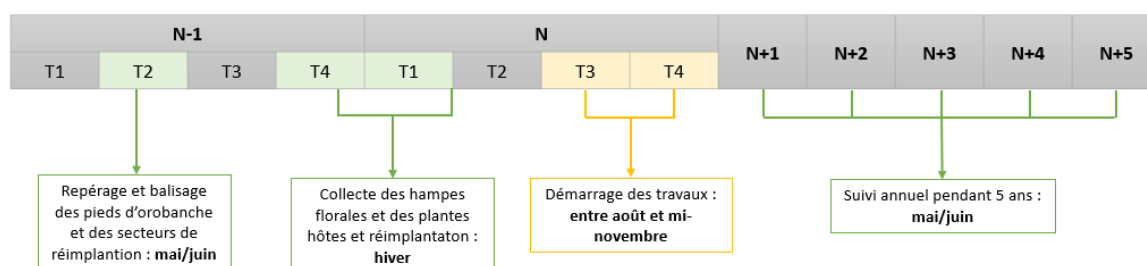 N-1
N
N+1
N+2
N+3
N+4
N+5
T1
T2
T3
T4
T1
T2
T3
T4
Repérage et balisage
des pieds d'orobanche
et des secteurs de
réimplantion : mai/juin
Collecte des hampes
florales et des plantes
hôtes et réimplantaton :
hiver
Démarrage des travaux :
entre août et mi-
novembre
Suivi annuel pendant 5 ans :
mai/juin